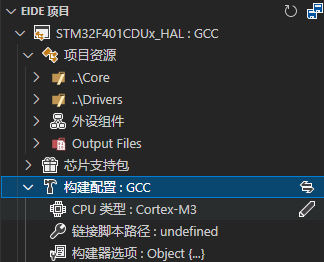 EIDE 项目
STM32F401CDUx_HAL : GCC
项目资源
..\Core
..\Drivers
外设组件
Output Files
芯片支持包
构建配置 : GCC
CPU 类型 : Cortex-M3
链接脚本路径 : undefined
构建器选项 : Object {...}